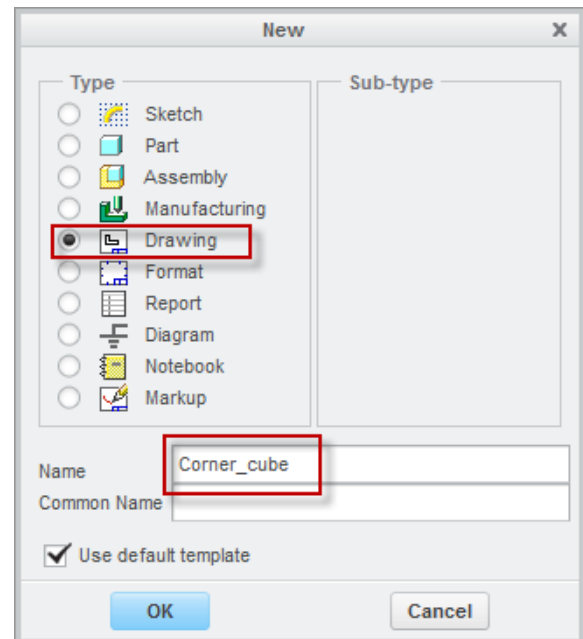 New
X
Type
Sub-type
Sketch
Part
Assembly
Manufacturing
Drawing
Format
Report
Diagram
Notebook
Markup
Name
Corner_cube
Common Name
Use default template
OK
Cancel